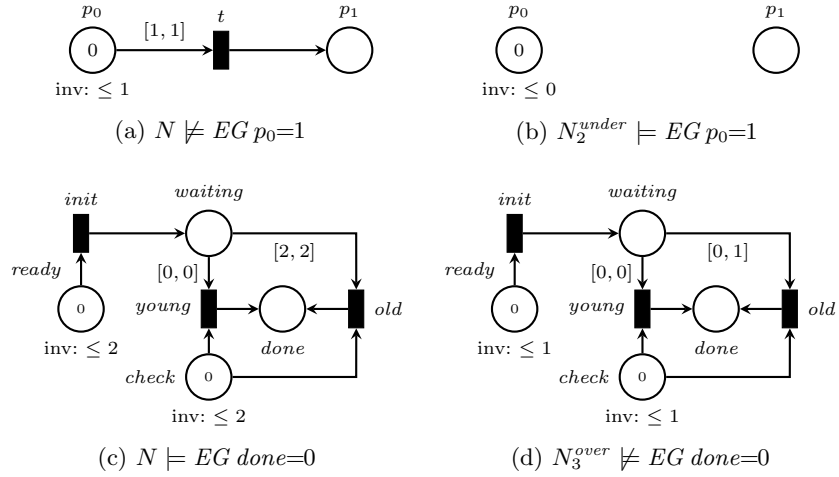 p₀ t p₁
0 [1, 1]
inv: ≤ 1
(a) N ⊭ EG p₀=1
p₀ p₁
0
inv: ≤ 0
(b) N₂ᵘⁿᵈᵉʳ ⊨ EG p₀=1
waiting
init
[2, 2]
ready [0, 0]
0 young old
inv: ≤ 2 done
check 0
inv: ≤ 2
(c) N ⊨ EG done=0
waiting
init
[0, 1]
ready [0, 0]
0 young old
inv: ≤ 1 done
check 0
inv: ≤ 1
(d) N₃ᵒᵛᵉʳ ⊭ EG done=0